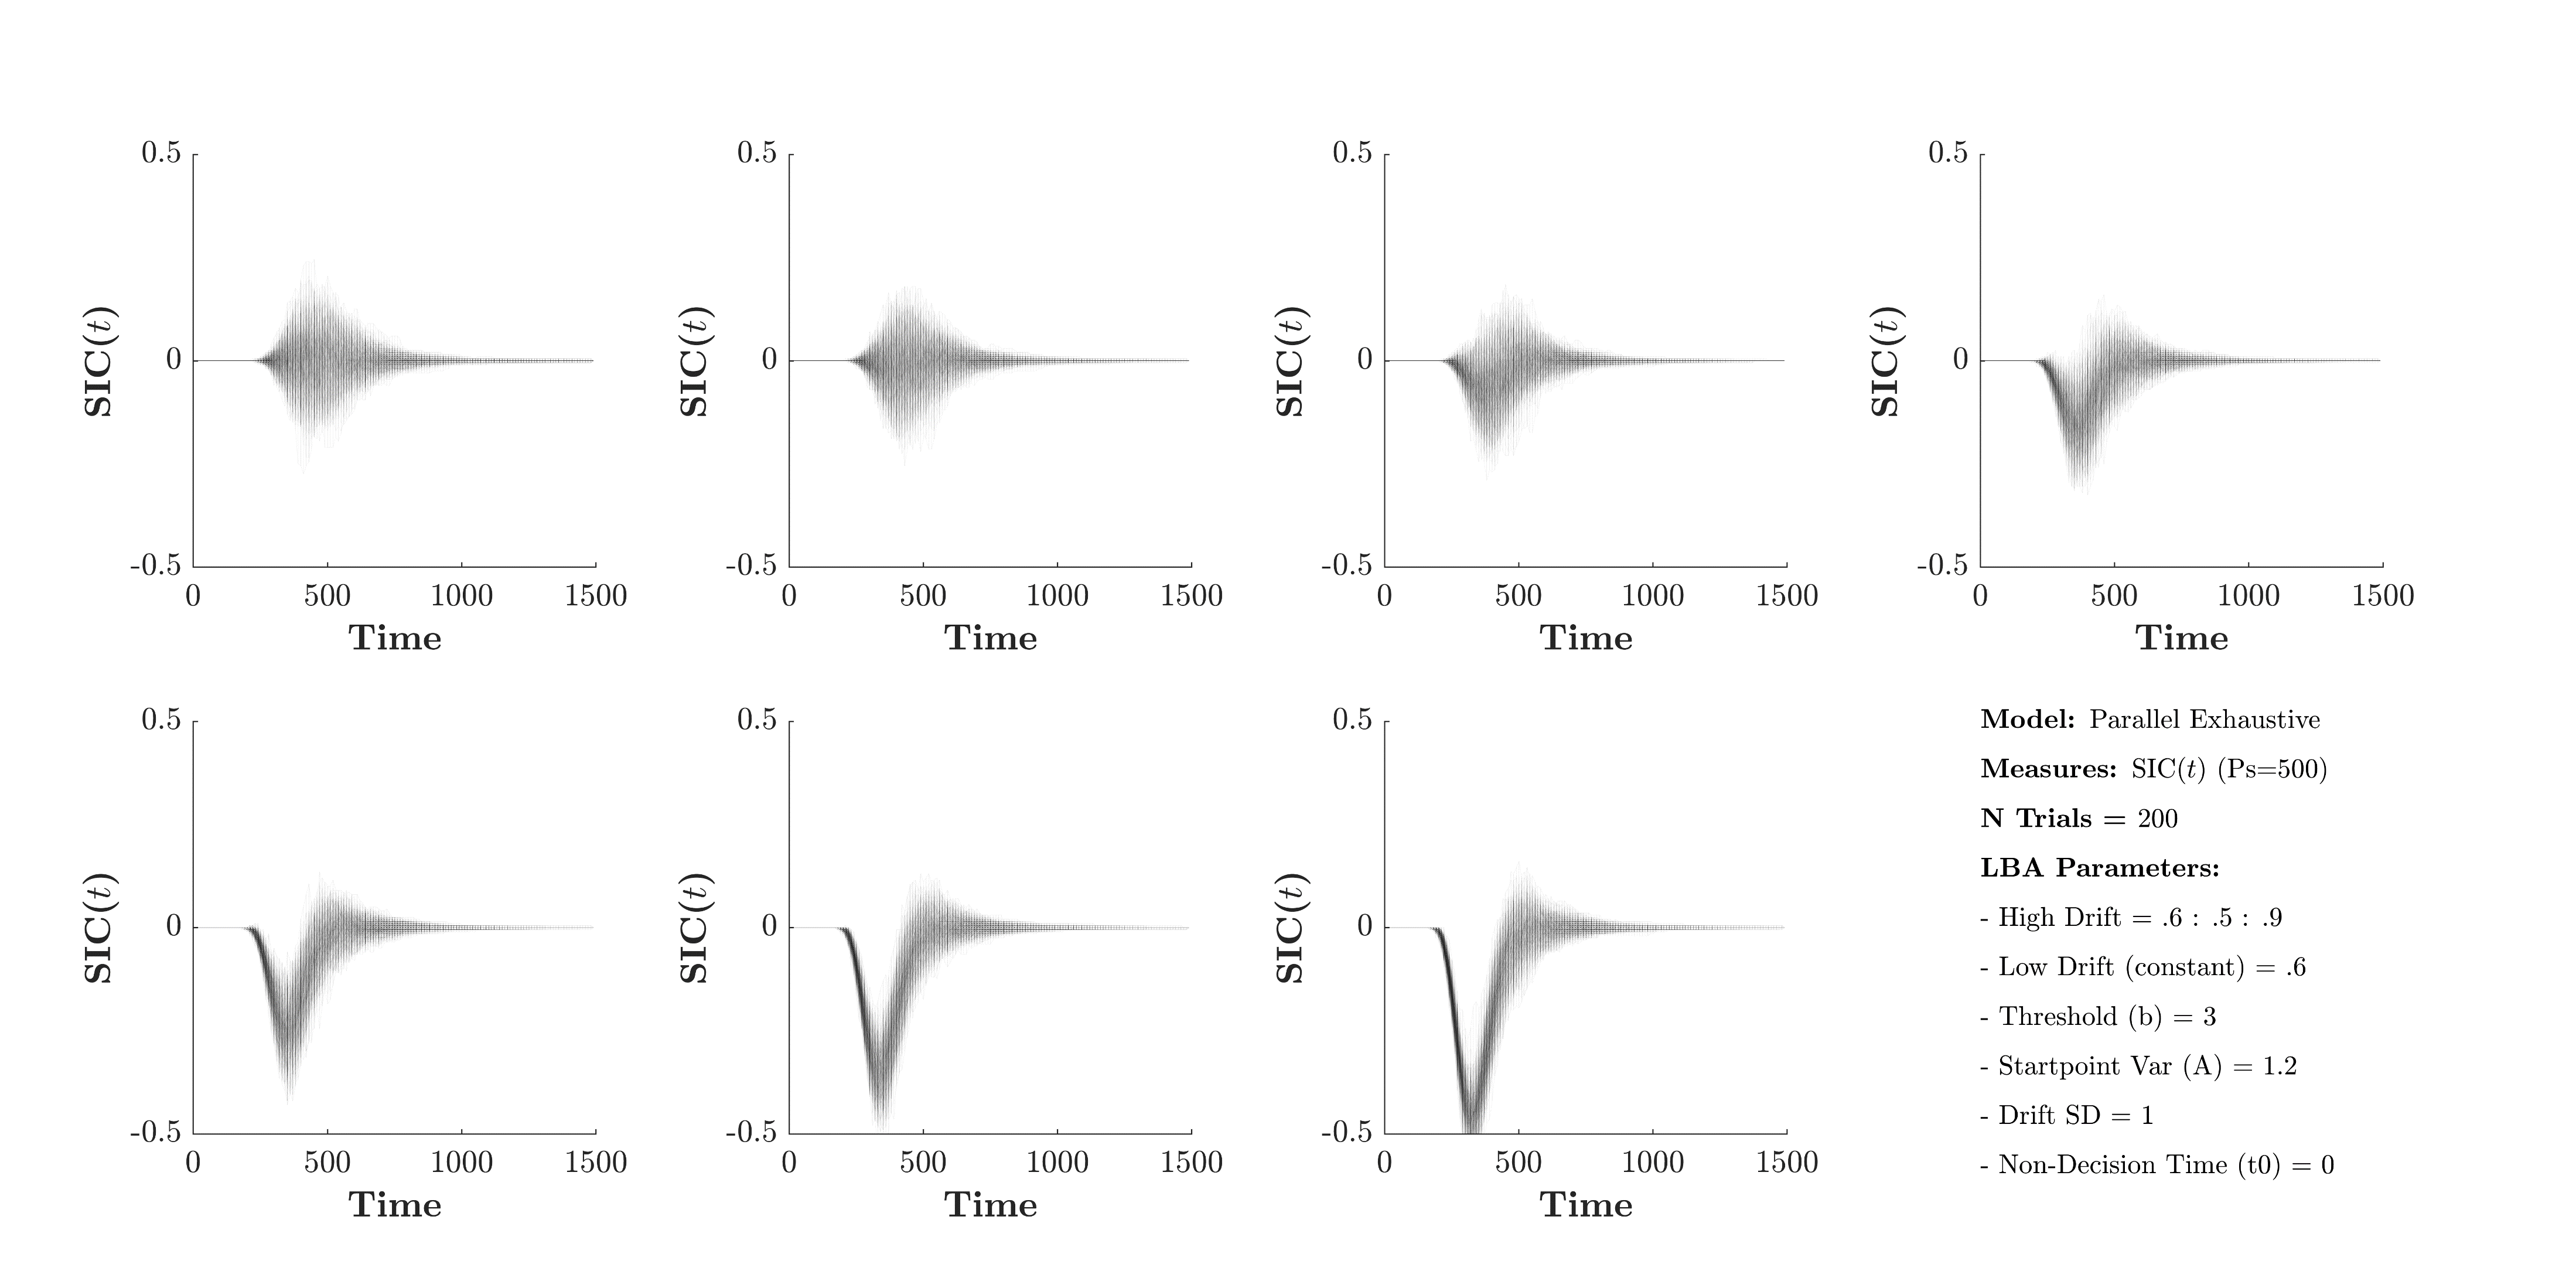 0.5
0
-0.5
SIC(t)
0 500 1000 1500
Time
0.5
0
-0.5
SIC(t)
0 500 1000 1500
Time
0.5
0
-0.5
SIC(t)
0 500 1000 1500
Time
0.5
0
-0.5
SIC(t)
0 500 1000 1500
Time
0.5
0
-0.5
SIC(t)
0 500 1000 1500
Time
0.5
0
-0.5
SIC(t)
0 500 1000 1500
Time
0.5
0
-0.5
SIC(t)
0 500 1000 1500
Time
Model: Parallel Exhaustive
Measures: SIC(t) (Ps=500)
N Trials = 200
LBA Parameters:
- High Drift = .6 : .5 : .9
- Low Drift (constant) = .6
- Threshold (b) = 3
- Startpoint Var (A) = 1.2
- Drift SD = 1
- Non-Decision Time (t0) = 0